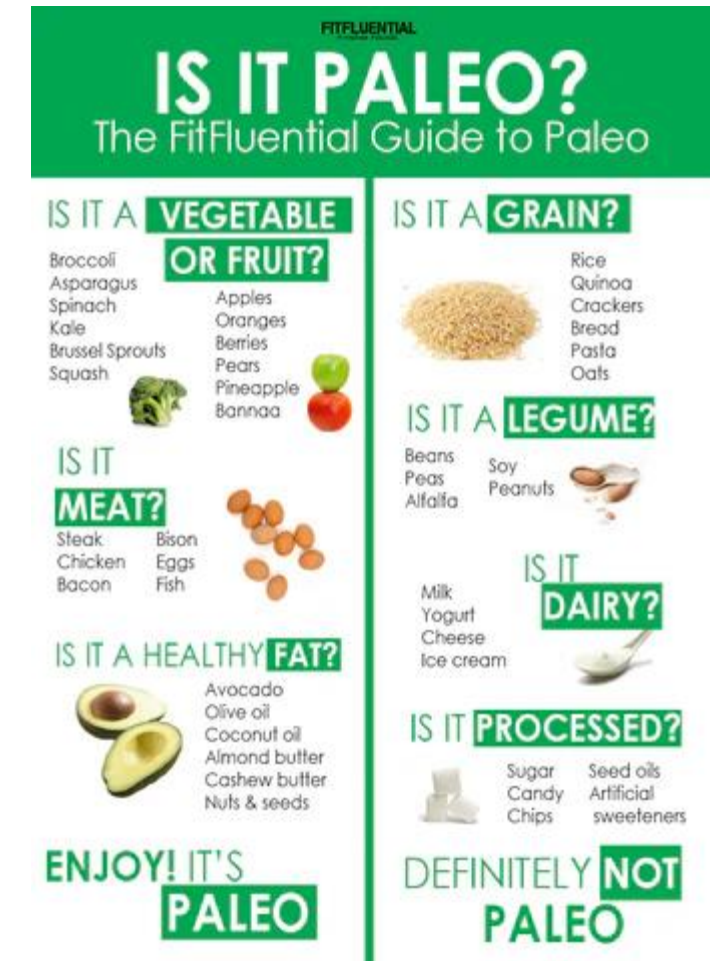 FITFLUENTIAL
IS IT PALEO?
The FitFluential Guide to Paleo
IS IT A VEGETABLE
OR FRUIT?
Broccoli
Asparagus
Spinach
Kale
Brussel Sprouts
Squash
Apples
Oranges
Berries
Pears
Pineapple
Bannaa
IS IT
MEAT?
Steak
Chicken
Bacon
Bison
Eggs
Fish
IS IT A HEALTHY FAT?
Avocado
Olive oil
Coconut oil
Almond butter
Cashew butter
Nuts & seeds
ENJOY! IT'S
PALEO
IS IT A GRAIN?
Rice
Quinoa
Crackers
Bread
Pasta
Oats
IS IT A LEGUME?
Beans
Peas
Alfalfa
Soy
Peanuts
IS IT
DAIRY?
Milk
Yogurt
Cheese
Ice cream
IS IT PROCESSED?
Sugar
Candy
Chips
Seed oils
Artificial
sweeteners
DEFINITELY NOT
PALEO